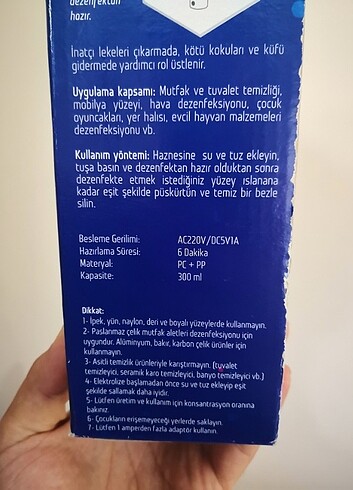 dezenfektan
hazır.
İnatçı lekeleri çıkarmada, kötü kokuları ve küfü
gidermede yardımcı rol üstlenir.
Uygulama kapsamı: Mutfak ve tuvalet temizliği,
mobilya yüzeyi, hava dezenfeksiyonu, çocuk
oyuncakları, yer halısı, evcil hayvan malzemeleri
dezenfeksiyonu vb.
Kullanım yöntemi: Haznesine su ve tuz ekleyin,
tuşa basın ve dezenfektan hazır olduktan sonra
dezenfekte etmek istediğiniz yüzey ıslanana
kadar eşit şekilde püskürtün ve temiz bir bezle
silin.
Besleme Gerilimi: AC220V/DC5V1A
Hazırlama Süresi: 6 Dakika
Materyal: PC + PP
Kapasite: 300 ml
Dikkat:
1- İpek, yün, naylon, deri ve boyalı yüzeylerde kullanmayın.
2- Paslanmaz çelik mutfak aletleri dezenfeksiyonu için
uygundur. Alüminyum, bakır, karbon çelik ürünler için
kullanmayın.
3- Asitli temizlik ürünleriyle karıştırmayın. (tuvalet
temizleyici, seramik karo temizleyici, banyo temizleyici vb.)
4- Elektrolize başlamadan önce su ve tuz ekleyip eşit
şekilde sallamak daha iyidir.
5- Lütfen üretim ve kullanım için konsantrasyon oranına
bakınız.
6- Çocukların erişemeyeceği yerlerde saklayın.
7- Lütfen 1 amperden fazla adaptör kullanın.